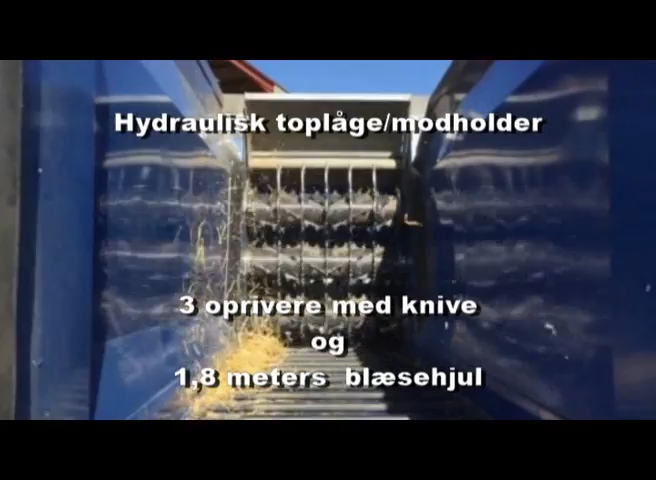 Hydraulisk toplåge/modholder
3 oprivere med knive
og
1,8 meters blæsehjul